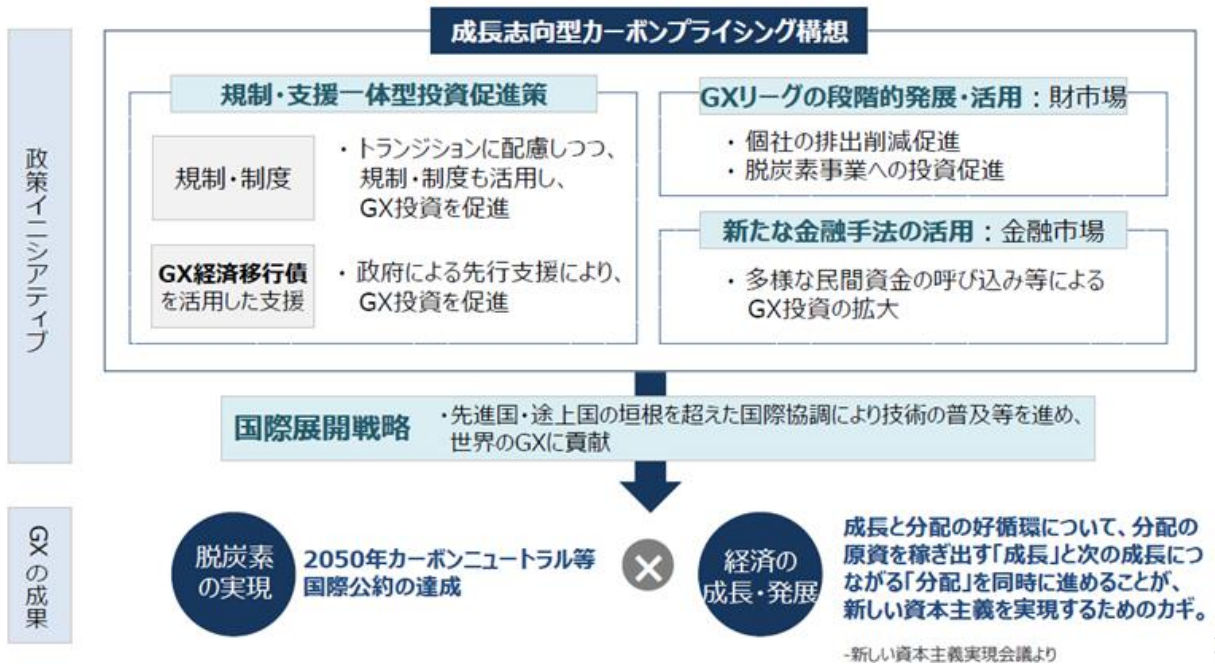 成長志向型カーボンプライシング構想
政策イニシアティブ
規制・支援一体型投資促進策
規制・制度
・トランジションに配慮しつつ、
規制・制度も活用し、
GX投資を促進
GX経済移行債
を活用した支援
・政府による先行支援により、
GX投資を促進
GXリーグの段階的発展・活用：財市場
・個社の排出削減促進
・脱炭素事業への投資促進
新たな金融手法の活用：金融市場
・多様な民間資金の呼び込み等による
GX投資の拡大
国際展開戦略
・先進国・途上国の垣根を超えた国際協調により技術の普及等を進め、
世界のGXに貢献
GXの成果
脱炭素
の実現
2050年カーボンニュートラル等
国際公約の達成
×
経済の
成長・発展
成長と分配の好循環について、分配の
原資を稼ぎ出す「成長」と次の成長につ
ながる「分配」を同時に進めることが、
新しい資本主義を実現するためのカギ。
-新しい資本主義実現会議より